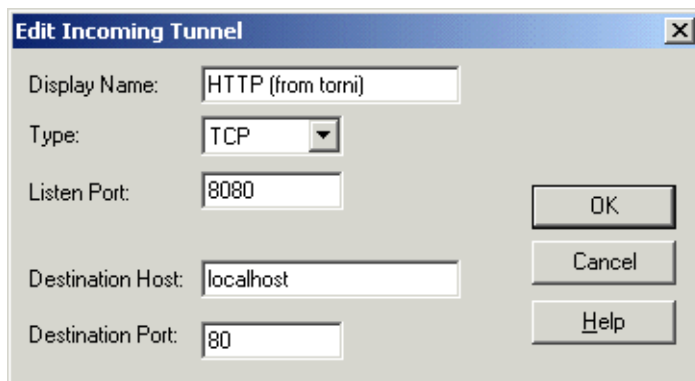 Edit Incoming Tunnel
Display Name: HTTP (from torni)
Type: TCP
Listen Port: 8080
OK
Cancel
Destination Host: localhost
Help
Destination Port: 80